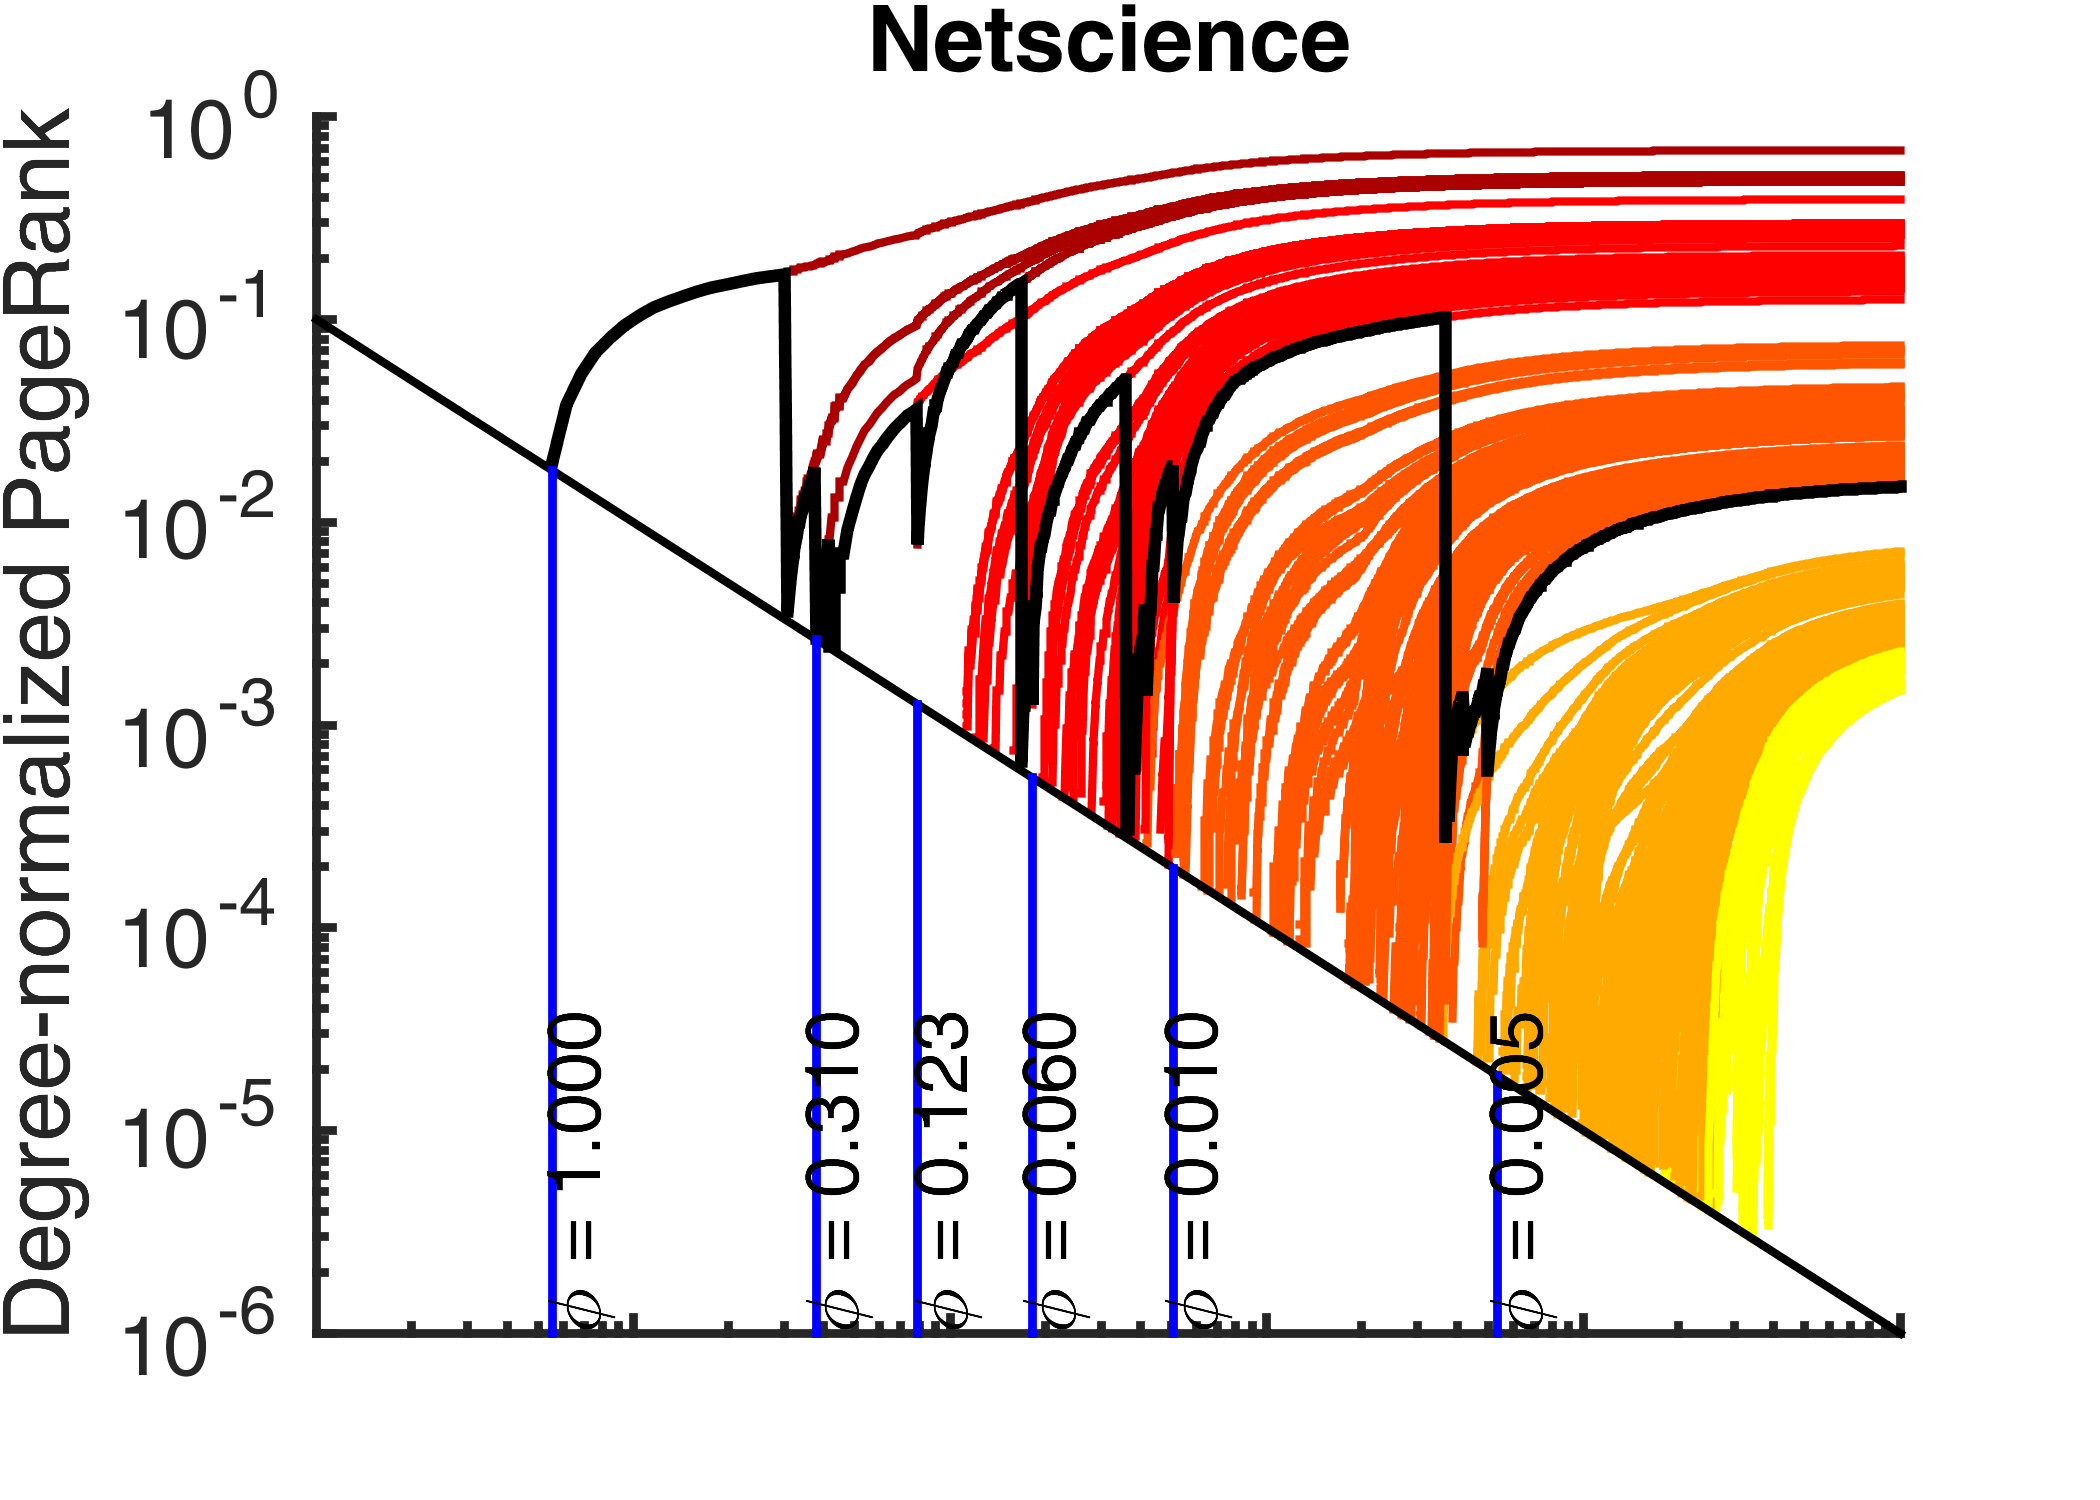 Netscience
Degree-normalized PageRank
10^0
10^-1
10^-2
10^-3
10^-4
10^-5
10^-6
ϕ = 1.000
ϕ = 0.310
ϕ = 0.123
ϕ = 0.060
ϕ = 0.010
ϕ = 0.005